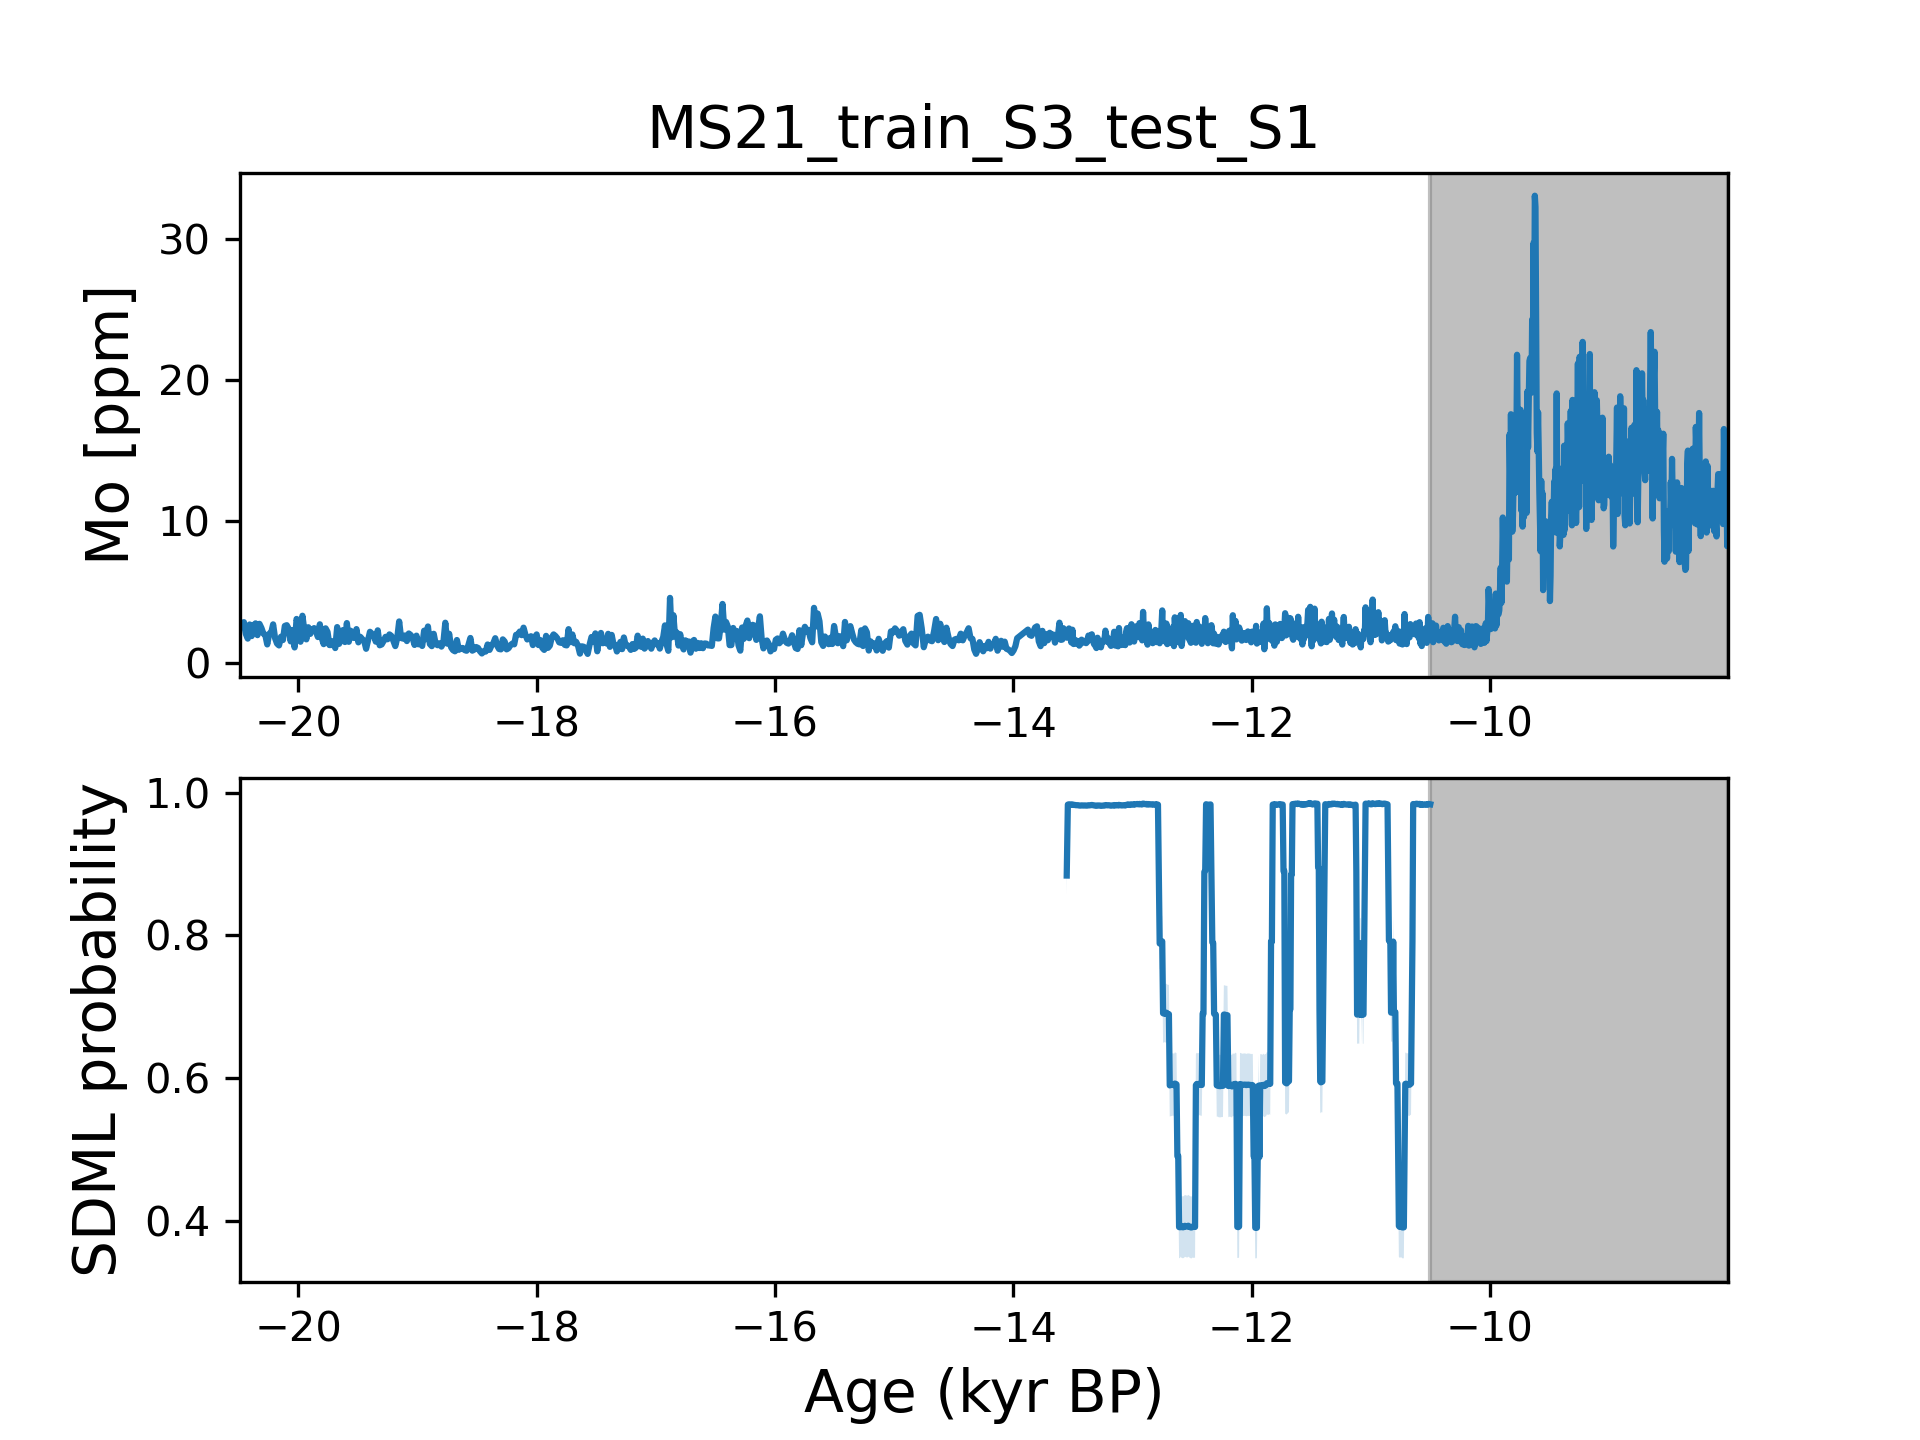 MS21_train_S3_test_S1
Mo [ppm]
30
20
10
0
−20 −18 −16 −14 −12 −10
SDML probability
1.0
0.8
0.6
0.4
−20 −18 −16 −14 −12 −10
Age (kyr BP)